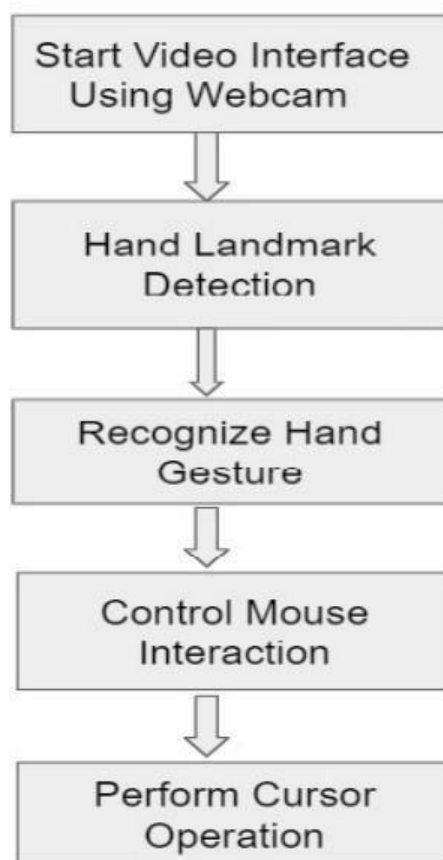 Start Video Interface
Using Webcam
Hand Landmark
Detection
Recognize Hand
Gesture
Control Mouse
Interaction
Perform Cursor
Operation